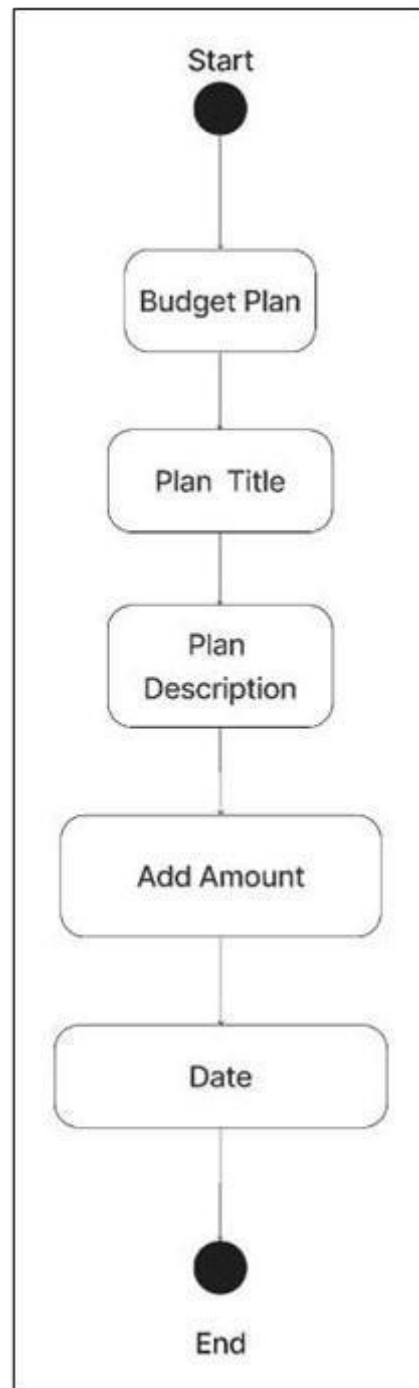 Start
Budget Plan
Plan Title
Plan
Description
Add Amount
Date
End